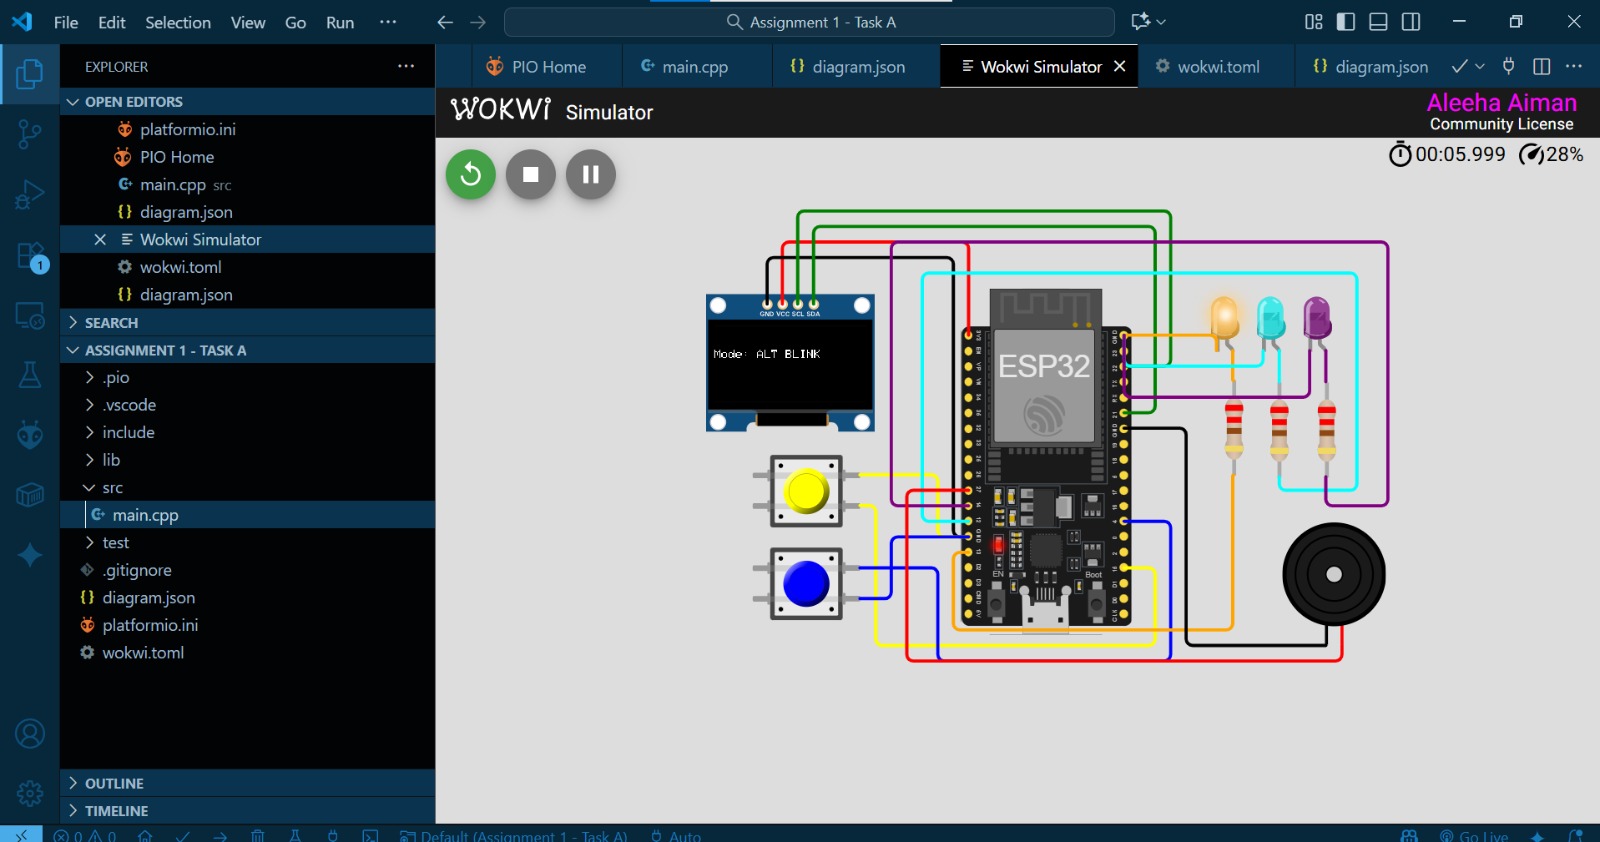 File Edit Selection View Go Run ···
Assignment 1 - Task A
EXPLORER
PIO Home
main.cpp
{} diagram.json
Wokwi Simulator
wokwi.toml
{} diagram.json
OPEN EDITORS
platformio.ini
PIO Home
main.cpp src
{} diagram.json
Wokwi Simulator
wokwi.toml
{} diagram.json
SEARCH
ASSIGNMENT 1 - TASK A
.pio
.vscode
include
lib
src
main.cpp
test
.gitignore
{} diagram.json
platformio.ini
wokwi.toml
OUTLINE
TIMELINE
1
WOKWI Simulator
Aleeha Aiman
Community License
00:05.999 28%
GND VCC SCL SDA
Mode: ALT BLINK
ESP32
EN
Boot
0 0
Default (Assignment 1 - Task A)
Auto
Go Live